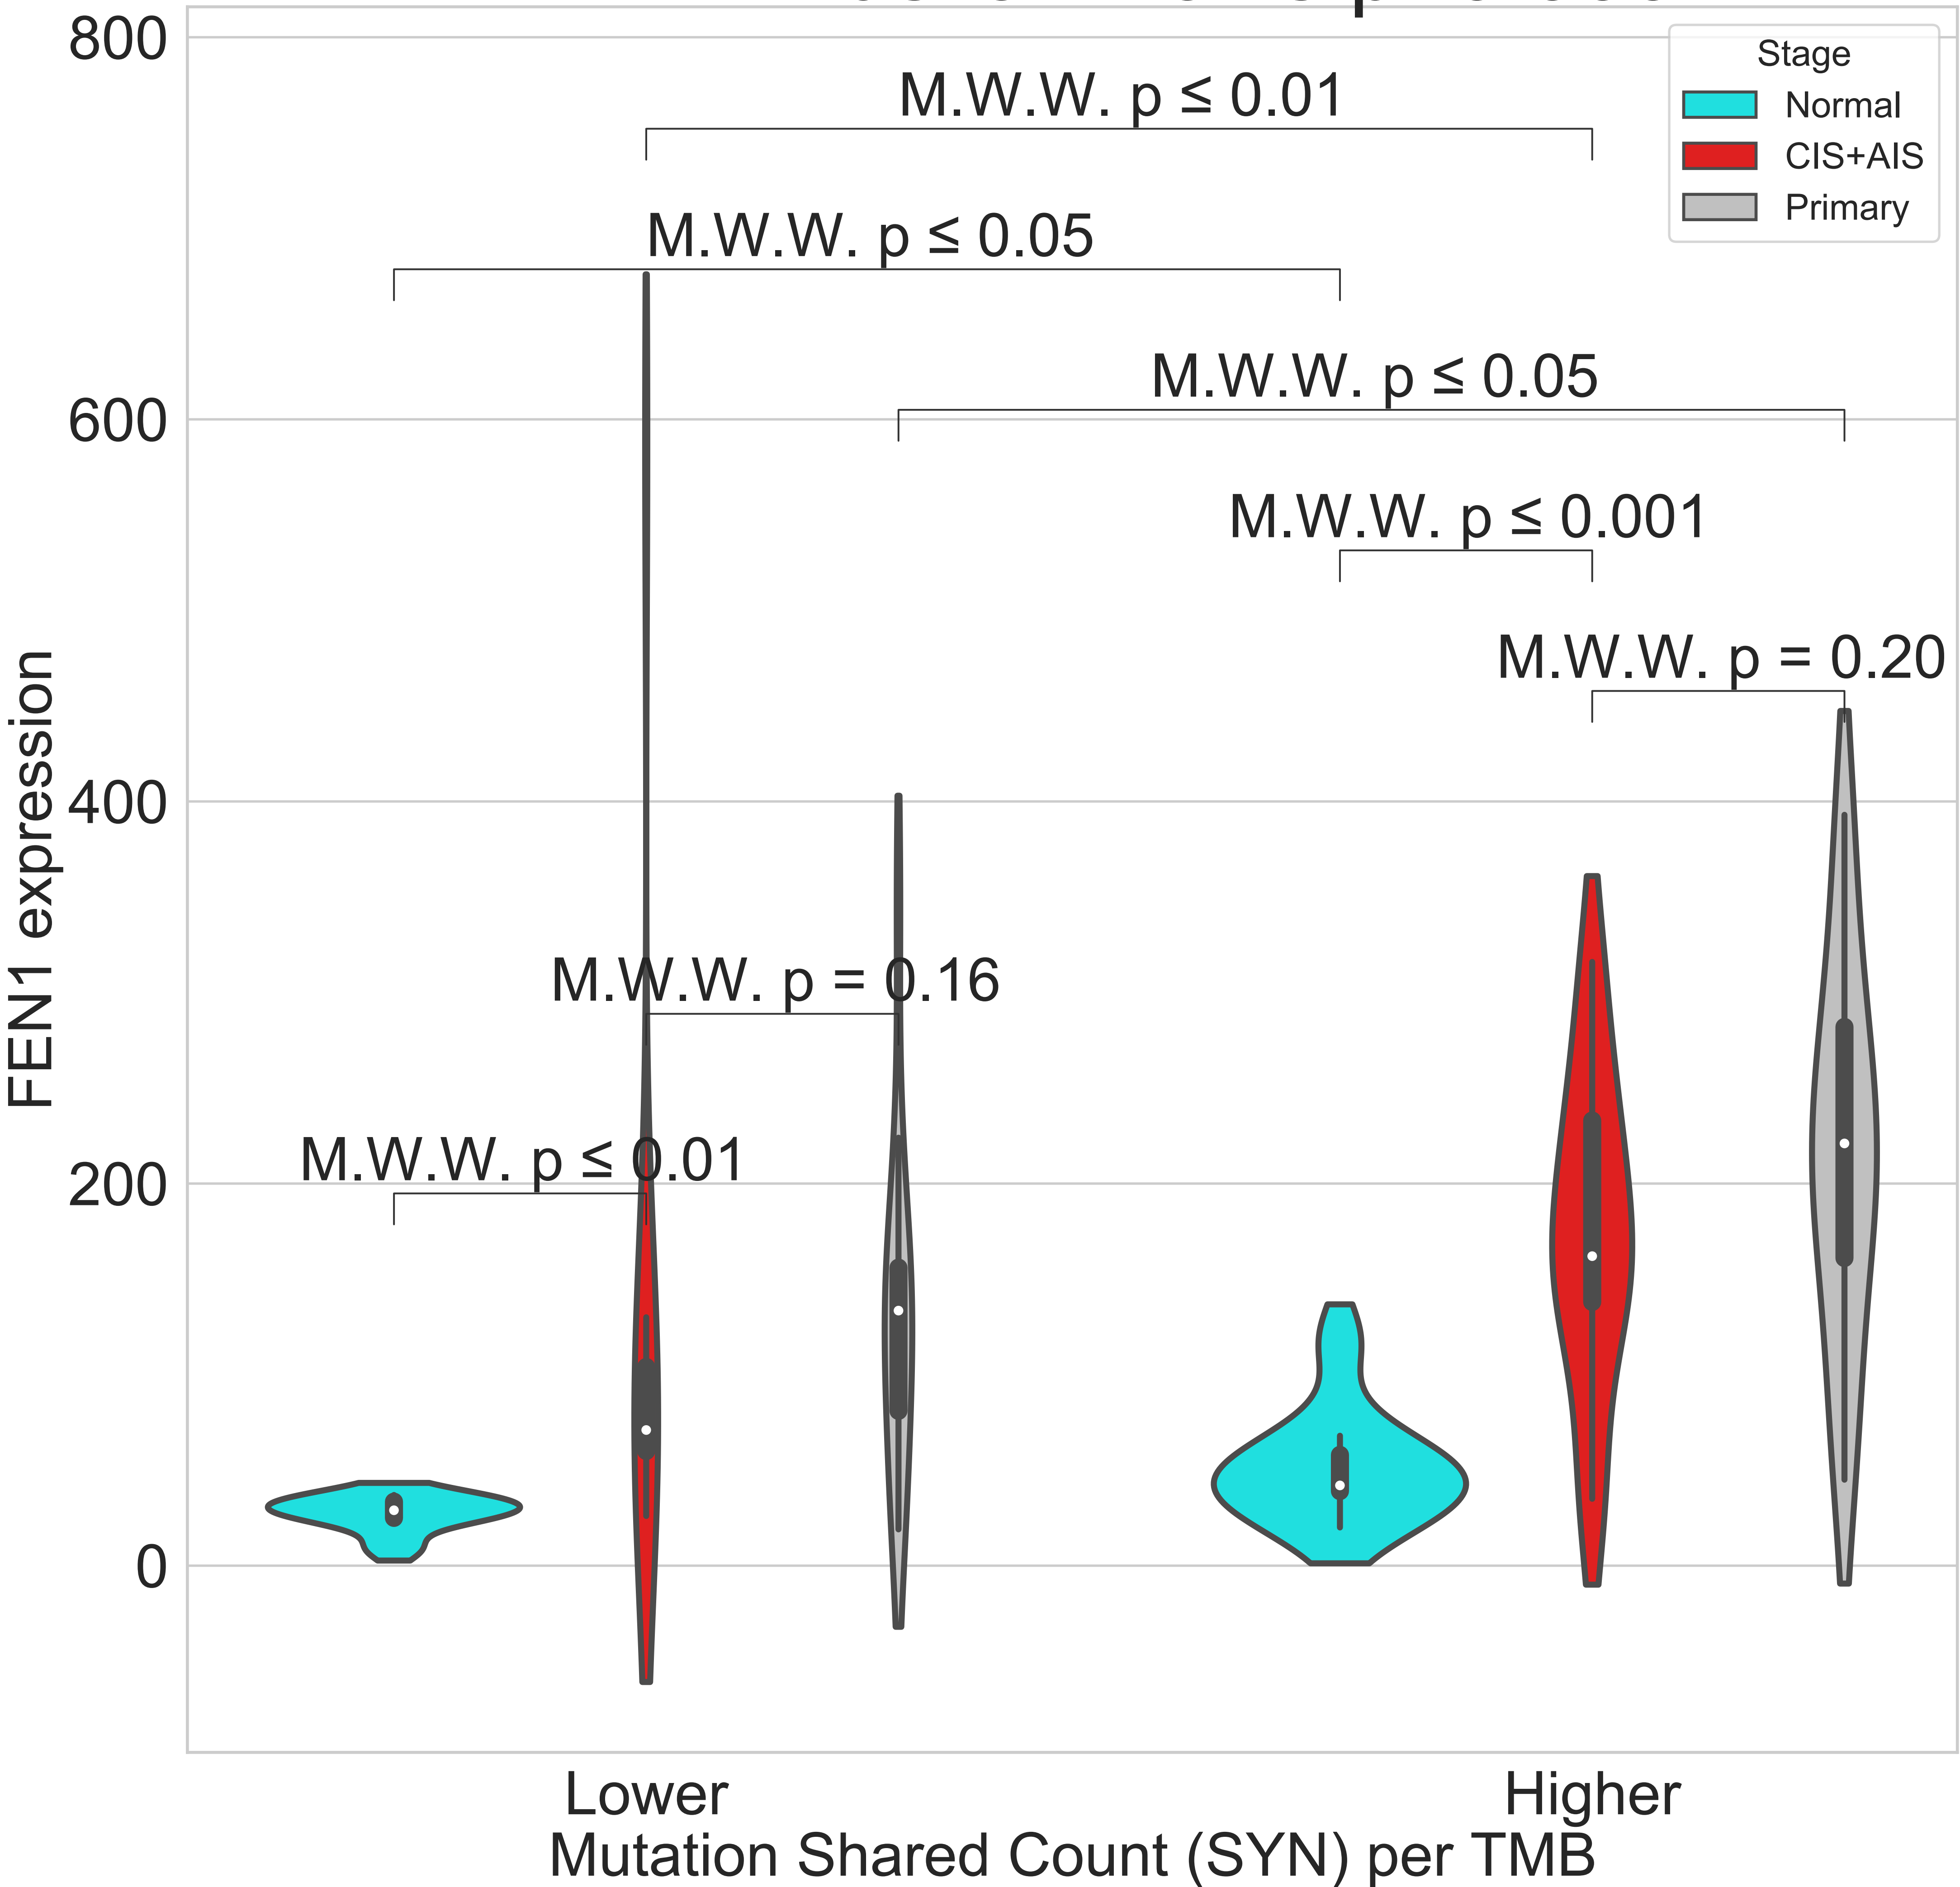 800
M.W.W. p ≤ 0.01
Stage
Normal
CIS+AIS
Primary
M.W.W. p ≤ 0.05
M.W.W. p ≤ 0.05
600
M.W.W. p ≤ 0.001
M.W.W. p = 0.20
FEN1 expression
400
M.W.W. p = 0.16
M.W.W. p ≤ 0.01
200
0
Lower
Higher
Mutation Shared Count (SYN) per TMB